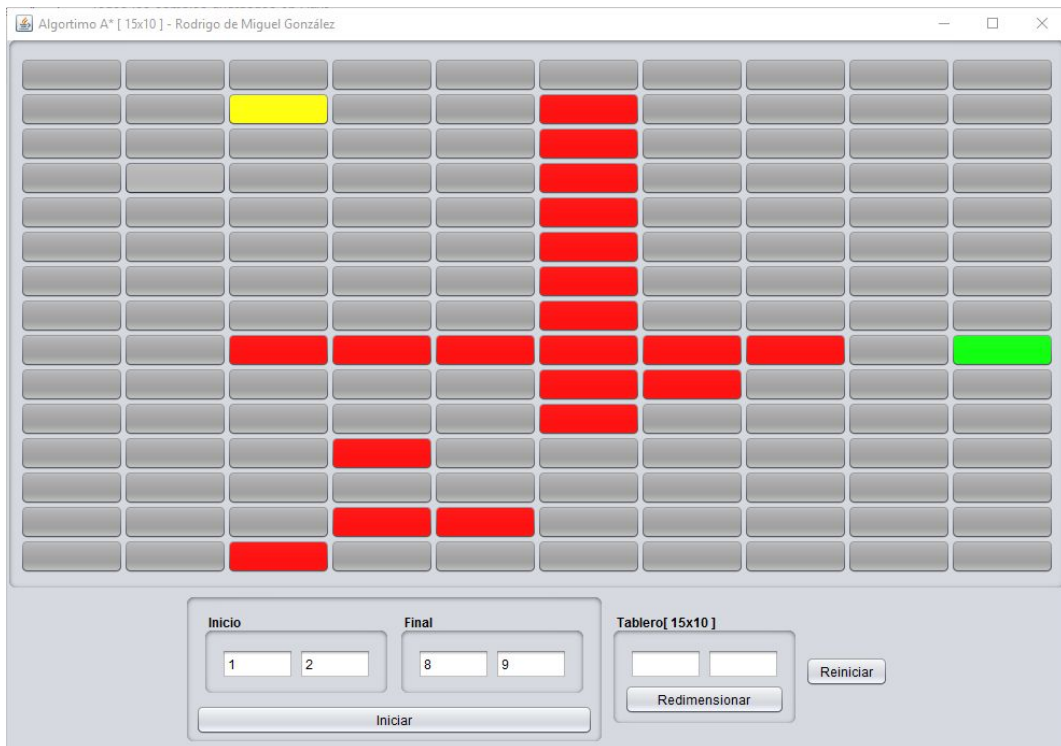 Algortimo A* [ 15x10 ] - Rodrigo de Miguel González
Inicio Final Tablero[ 15x10 ]
1 2 8 9
Reiniciar
Redimensionar
Iniciar